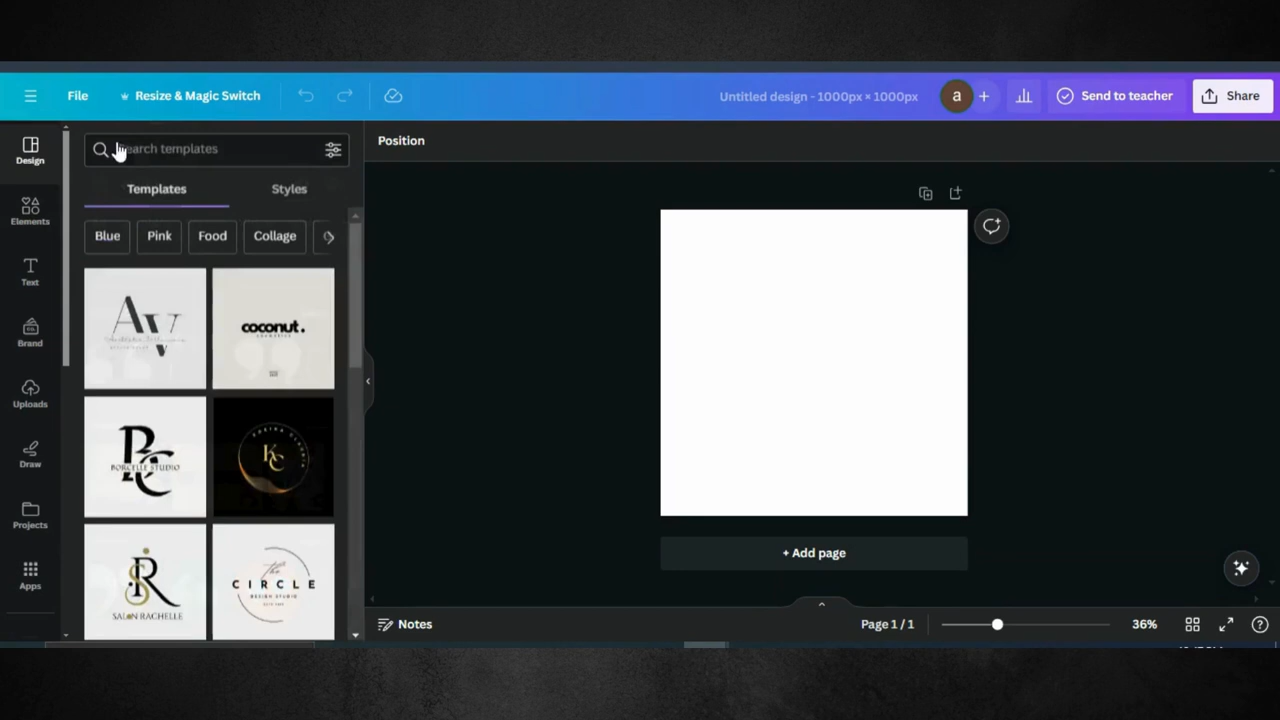 File
Resize & Magic Switch
Untitled design - 1000px × 1000px
a
Send to teacher
Share
Design
Elements
Text
Brand
Uploads
Draw
Projects
Apps
earch templates
Templates
Styles
Blue
Pink
Food
Collage
AV
coconut.
BC
BORCELLE STUDIO
KC
SR
SALON RACHELLE
the
CIRCLE
DESIGN STUDIO
Position
+ Add page
Notes
Page 1 / 1
36%